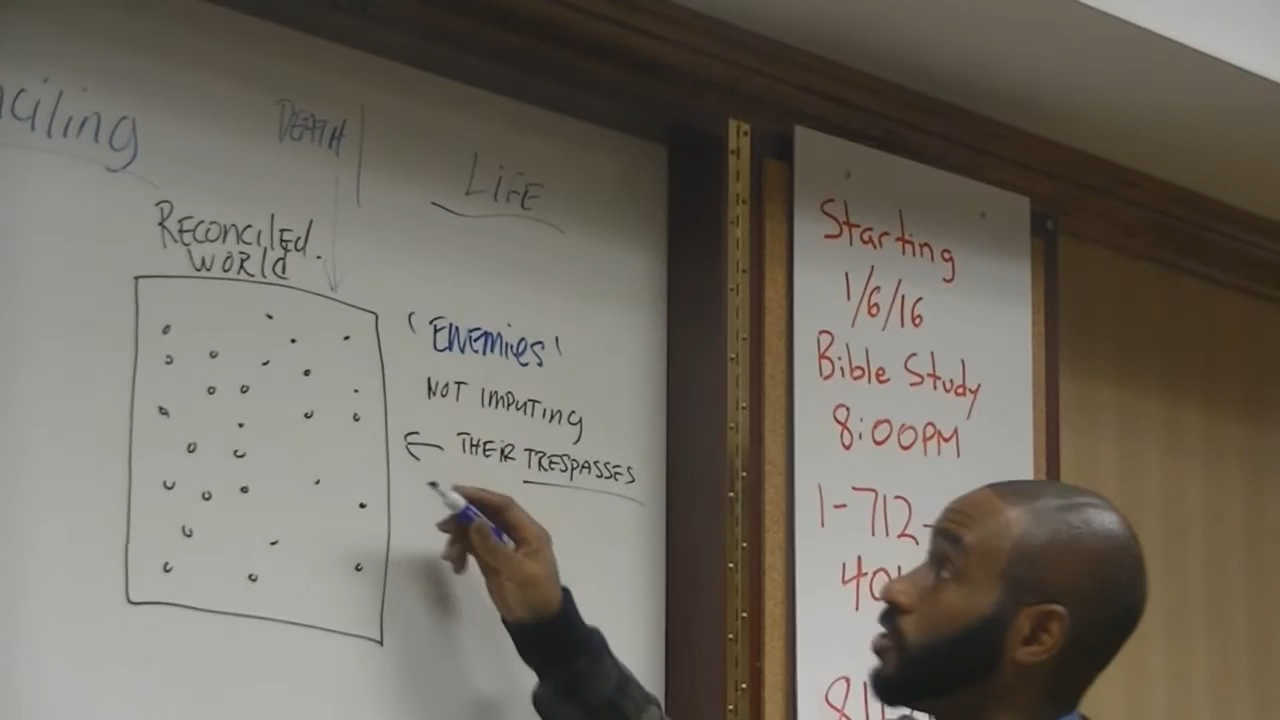 ciling
DEATH
LIFE
RECONCILED
WORLD
'ENEMIES'
NOT IMPUTING
THEIR TRESPASSES
Starting
1/6/16
Bible Study
8:00PM
1-712-
40